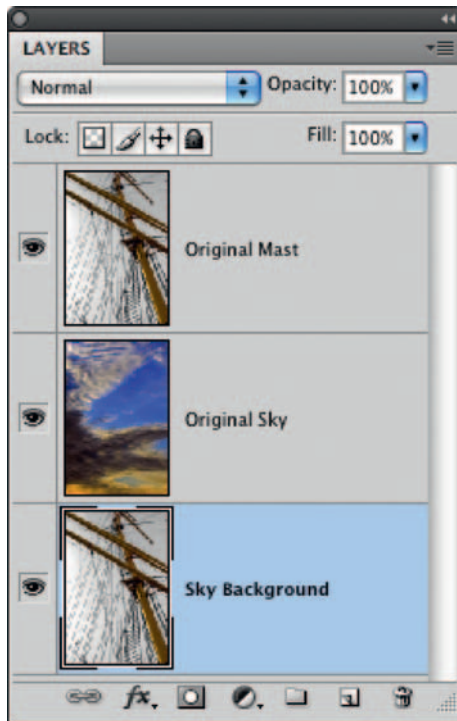 LAYERS
Normal Opacity: 100%
Lock: Fill: 100%
Original Mast
Original Sky
Sky Background
fx.